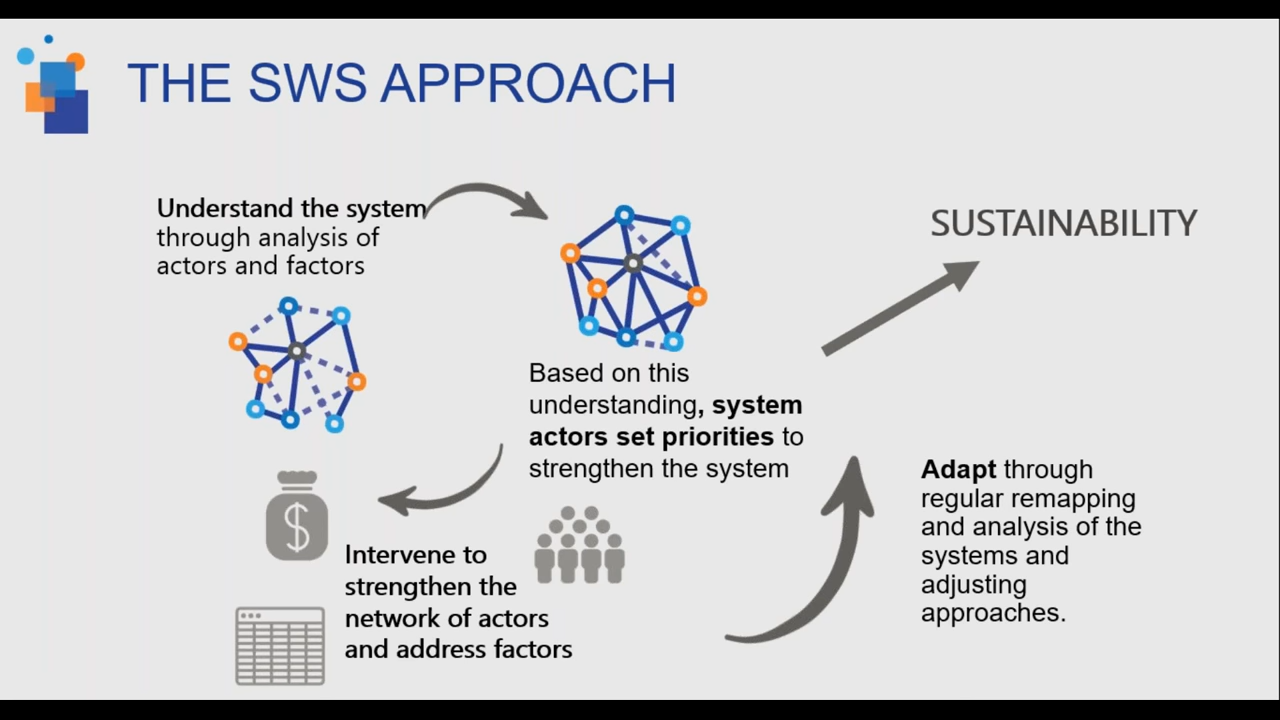 THE SWS APPROACH
Understand the system
through analysis of
actors and factors
SUSTAINABILITY
Based on this
understanding, system
actors set priorities to
strengthen the system
Adapt through
regular remapping
and analysis of the
systems and
adjusting
approaches.
$
Intervene to
strengthen the
network of actors
and address factors